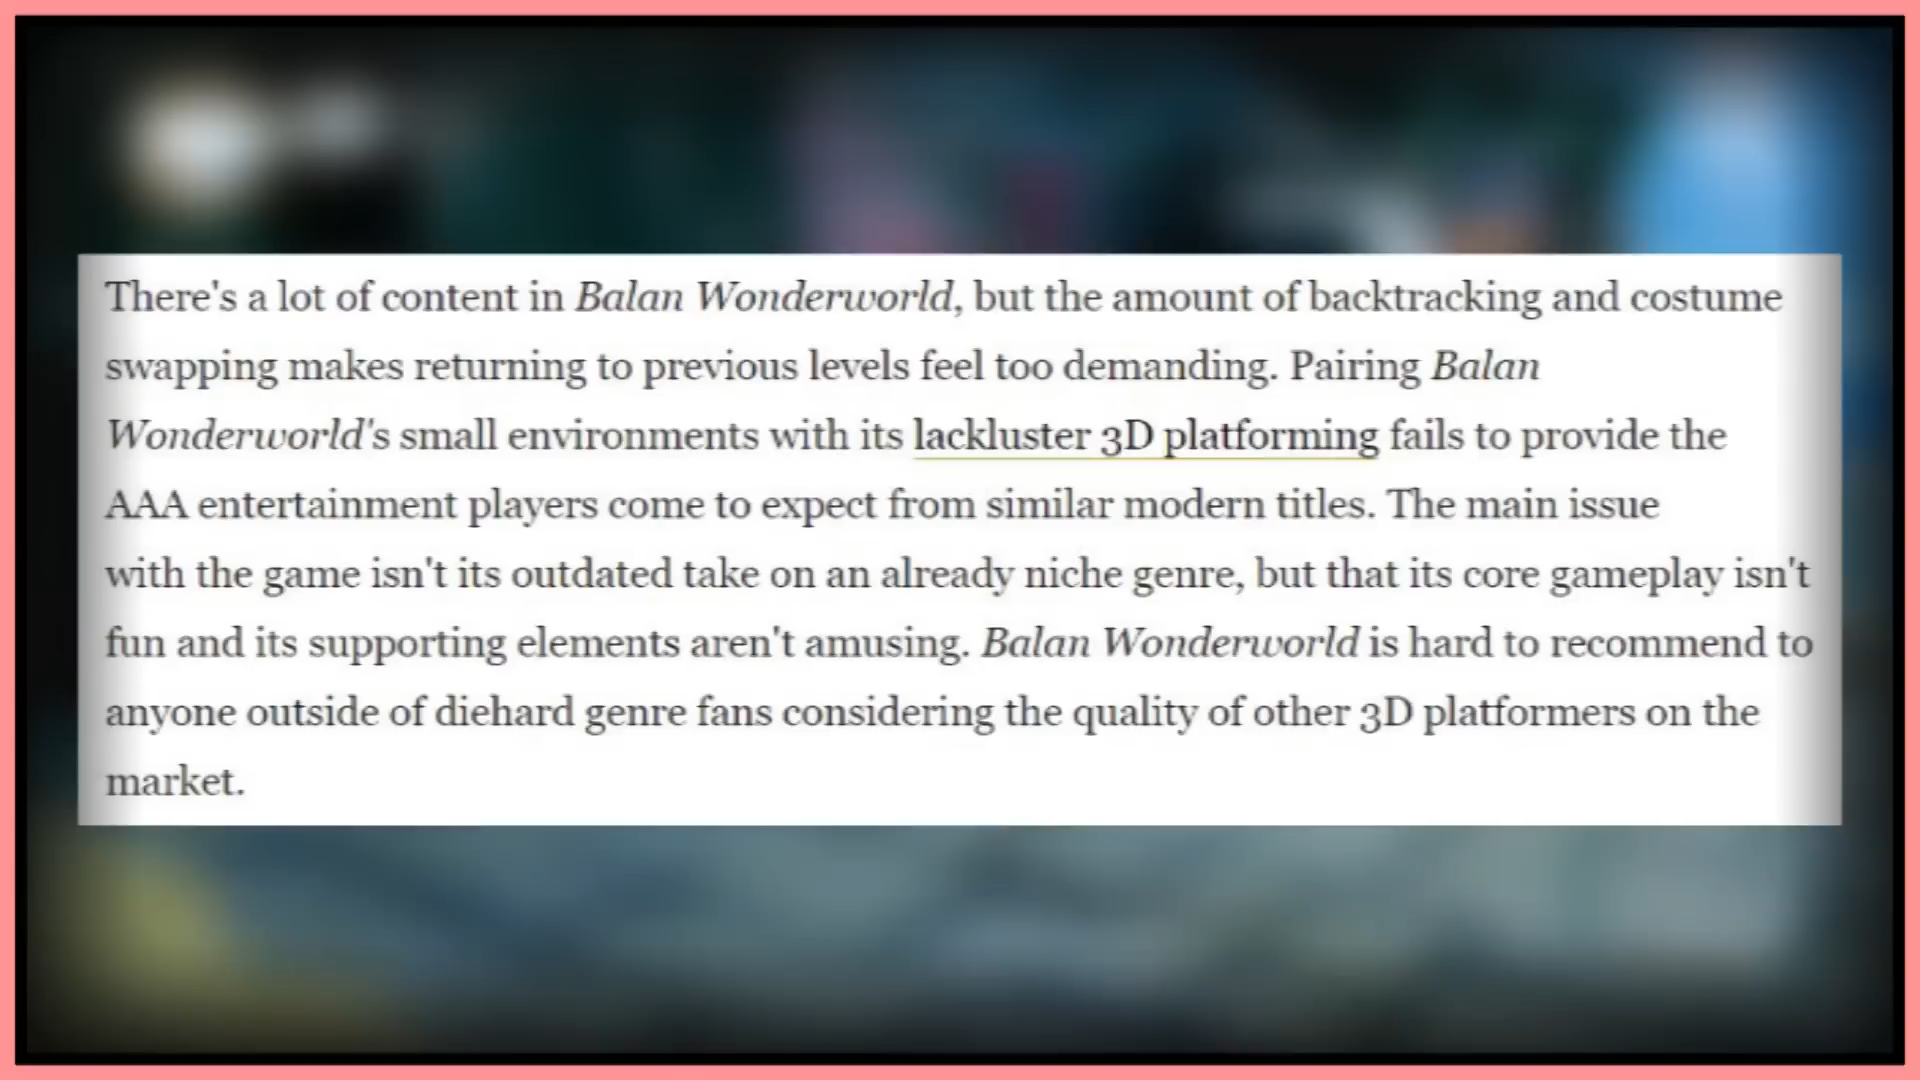 There's a lot of content in Balan Wonderworld, but the amount of backtracking and costume
swapping makes returning to previous levels feel too demanding. Pairing Balan
Wonderworld's small environments with its lackluster 3D platforming fails to provide the
AAA entertainment players come to expect from similar modern titles. The main issue
with the game isn't its outdated take on an already niche genre, but that its core gameplay isn't
fun and its supporting elements aren't amusing. Balan Wonderworld is hard to recommend to
anyone outside of diehard genre fans considering the quality of other 3D platformers on the
market.